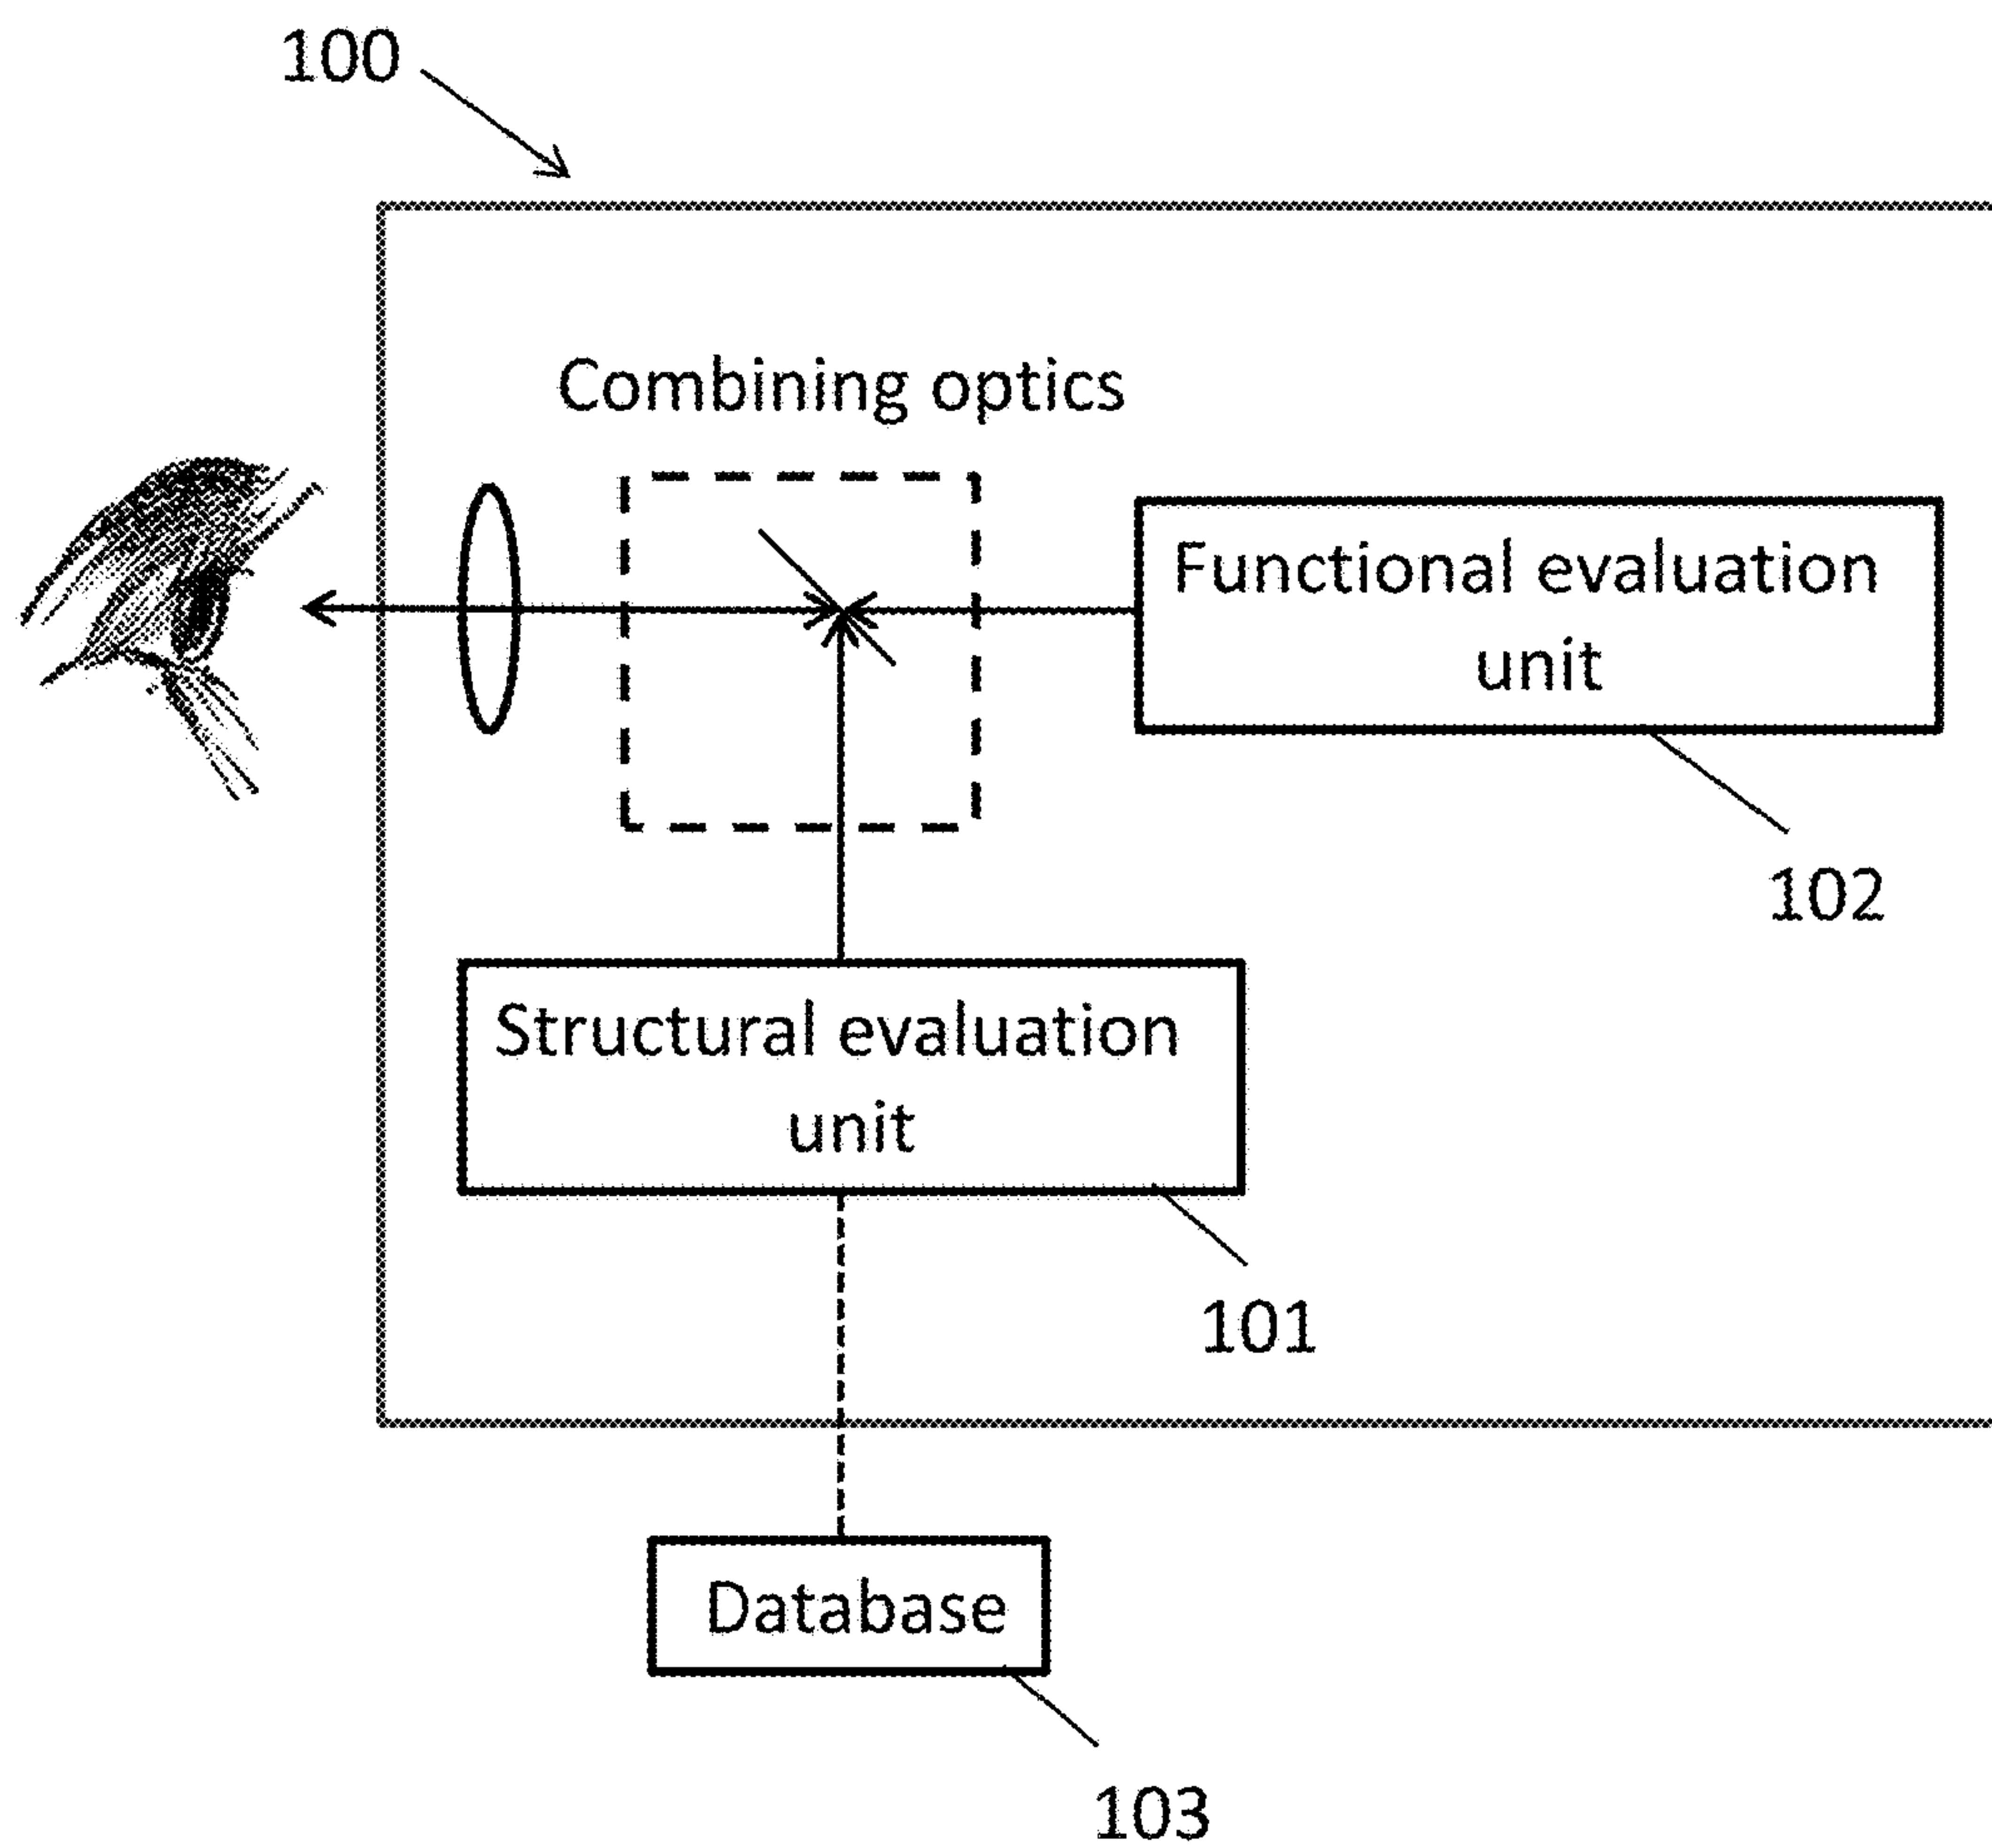 100
Combining optics
Functional evaluation
unit
102
Structural evaluation
unit
101
Database
103